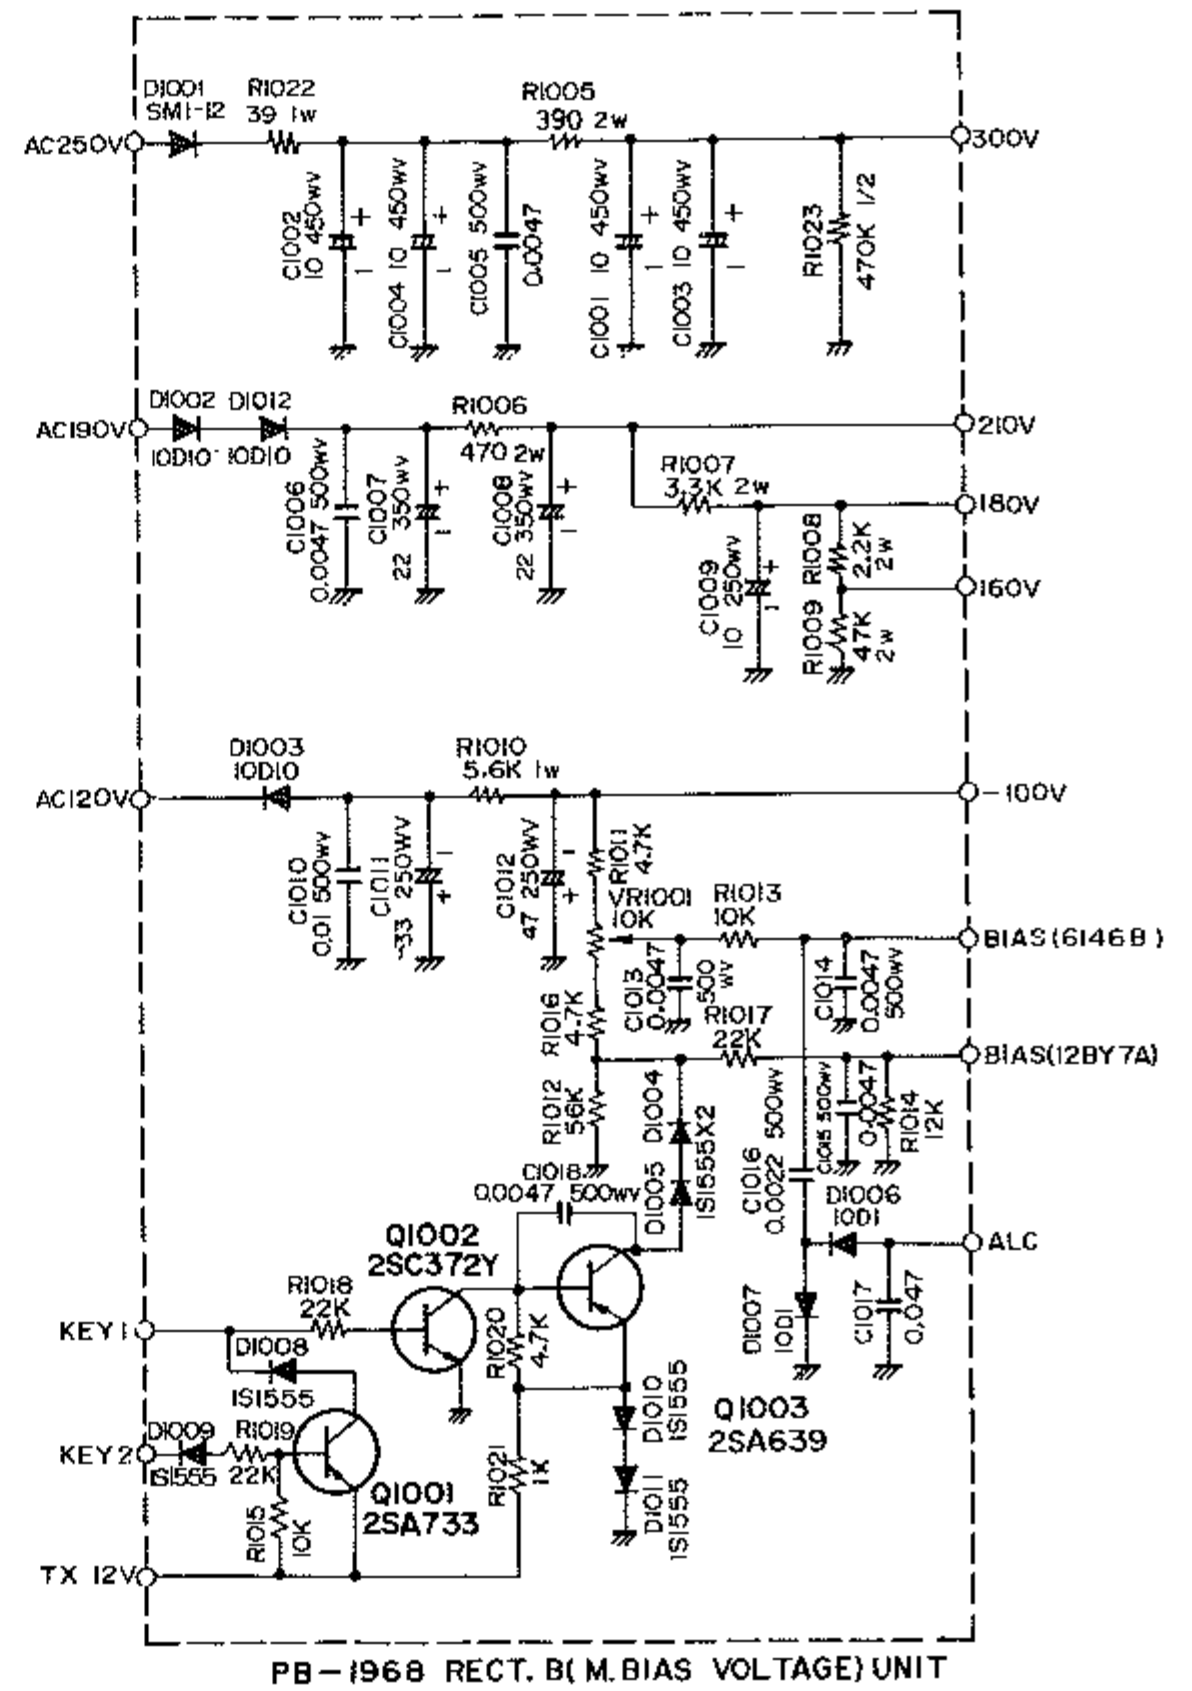 D1001
SM1-12
R1022
39 1w
R1005
390 2w
AC250V
300V
C1002
10 450wv
+
-
C1004 10 450wv
+
-
C1005 500wv
0.0047
C1001 10 450wv
+
-
C1003 10 450wv
+
-
R1023
470K 1/2
D1002
10D10
D1012
10D10
R1006
470 2w
AC190V
210V
C1006
0.0047 500wv
C1007
22 350wv
+
-
C1008
22 350wv
+
-
R1007
3.3K 2w
180V
C1009
10 250wv
+
-
R1008
2.2K
2w
160V
R1009
47K
2w
D1003
10D10
R1010
5.6K 1w
AC120V
-100V
C1010
0.01 500wv
C1011
33 250WV
-
+
C1012
47 250WV
-
+
R1011
4.7K
VR1001
10K
R1013
10K
BIAS(6146B)
C1013
0.0047
500
wv
C1014
0.0047
500wv
R1016
4.7K
R1017
22K
BIAS(12BY7A)
R1012
56K
D1004
D1005
1S1555X2
C1016
0.0022 500wv
C1015 500wv
0.0047
R1014
12K
C1018
0.0047 500wv
D1006
10D1
ALC
Q1002
2SC372Y
D1007
10D1
C1017
0.047
R1018
22K
KEY1
R1020
4.7K
D1008
1S1555
D1010
1S1555
Q1003
2SA639
D1009
1S1555
R1019
22K
KEY2
Q1001
2SA733
R1021
1K
D1011
1S1555
R1015
10K
TX 12V
PB-1968 RECT. B( M.BIAS VOLTAGE) UNIT